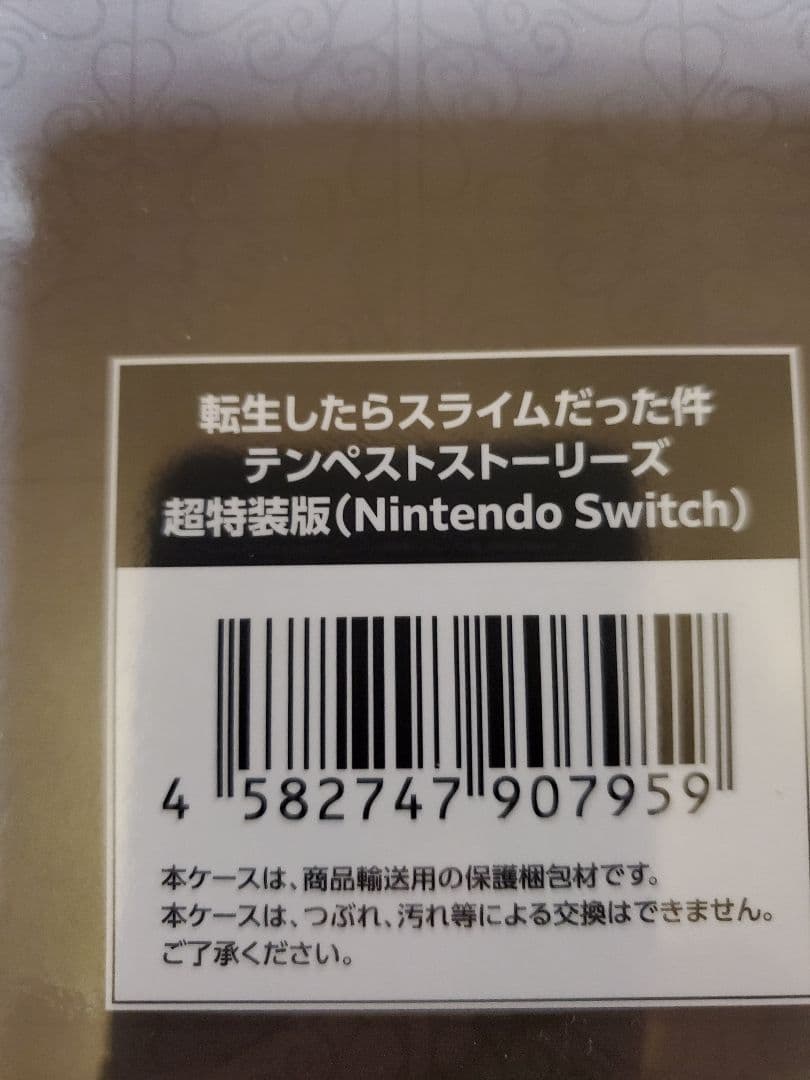 転生したらスライムだった件
テンペストストーリーズ
超特装版(Nintendo Switch)
4 582747 907959
本ケースは、商品輸送用の保護梱包材です。
本ケースは、つぶれ、汚れ等による交換はできません。
ご了承ください。